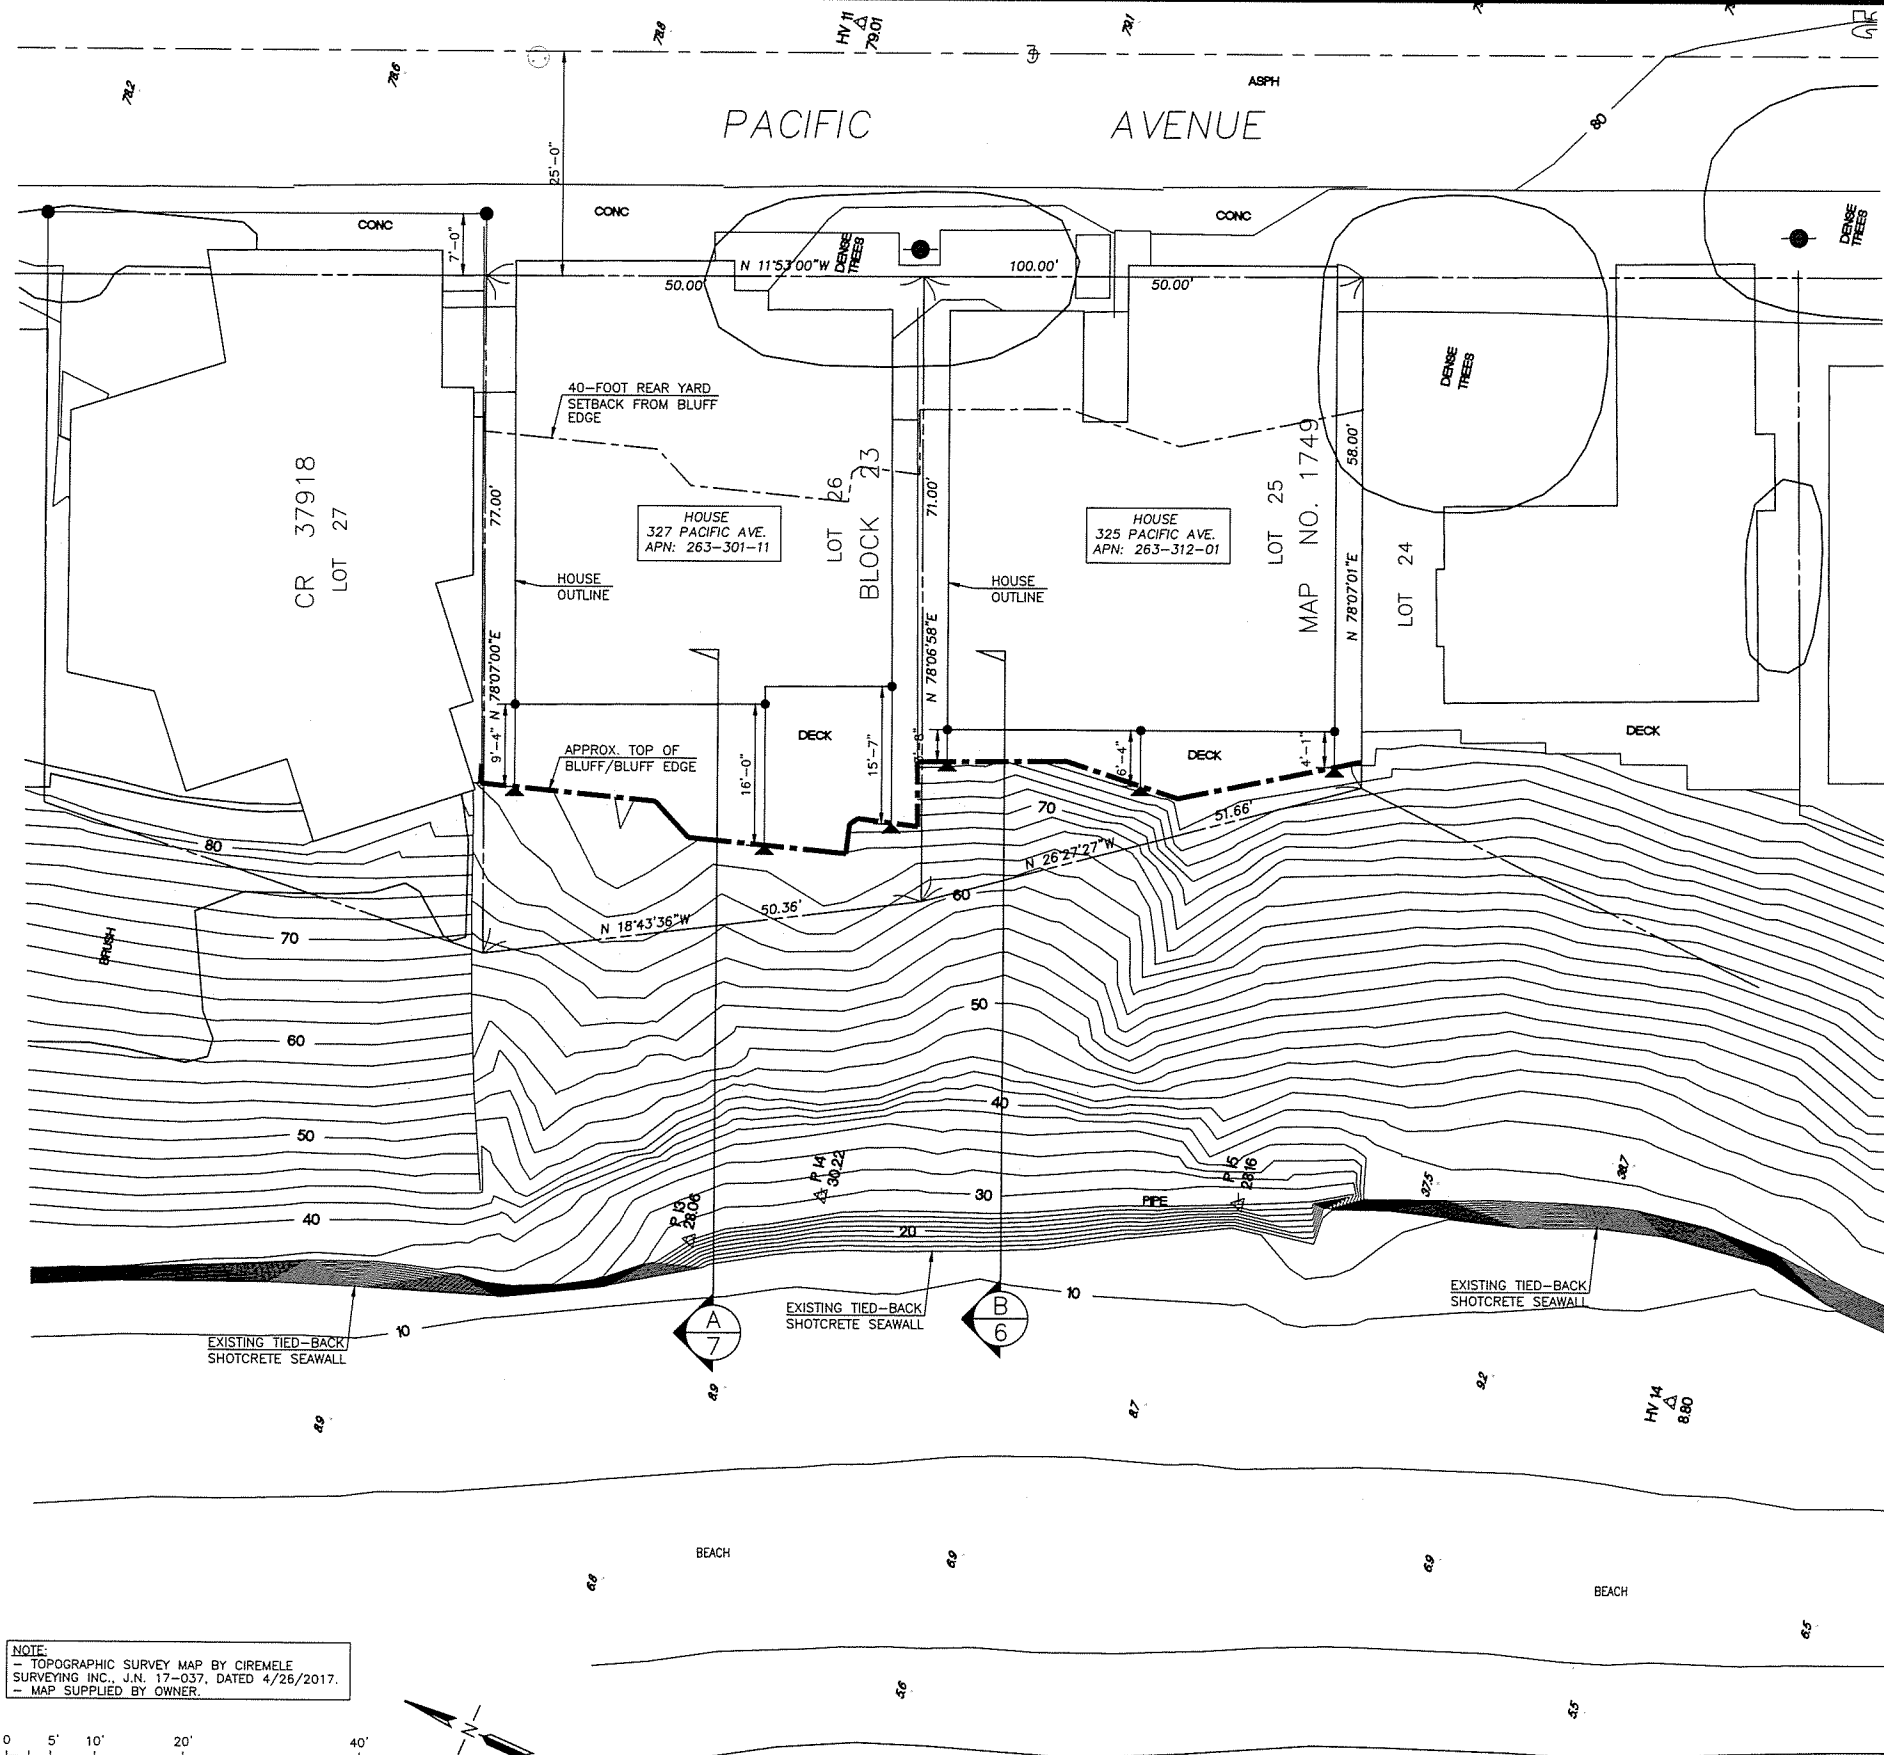 78.2
78.6
78.8
HV 11
79.01
79.1
ASPH
80
PACIFIC AVENUE
25'-0"
7'-0"
CONC
CONC
CONC
DENSE
TREES
DENSE
TREES
DENSE
TREES
N 11°53'00"W
100.00'
50.00'
50.00'
40-FOOT REAR YARD
SETBACK FROM BLUFF
EDGE
CR 37918
LOT 27
77.00'
N 78°07'00"E
HOUSE
327 PACIFIC AVE.
APN: 263-301-11
LOT 26
BLOCK 23
71.00'
N 78°06'58"E
HOUSE
325 PACIFIC AVE.
APN: 263-312-01
LOT 25
MAP NO. 1749
58.00'
N 78°07'01"E
LOT 24
HOUSE
OUTLINE
HOUSE
OUTLINE
9'-4"
APPROX. TOP OF
BLUFF/BLUFF EDGE
16'-0"
DECK
15'-7"
6'-4"
DECK
4'-1"
DECK
80
70
51.66'
N 26°27'27"W
60
50.36'
N 18°43'36"W
70
BRUSH
50
60
40
50
P 14
30.22
P 15
28.16
37.5
38.7
30
PIPE
P 13
28.06
40
20
EXISTING TIED-BACK
SHOTCRETE SEAWALL
10
EXISTING TIED-BACK
SHOTCRETE SEAWALL
A
7
B
6
10
EXISTING TIED-BACK
SHOTCRETE SEAWALL
8.9
8.9
8.7
9.2
HV 14
8.80
BEACH
6.8
6.9
6.9
BEACH
6.5
5.6
5.5
NOTE:
- TOPOGRAPHIC SURVEY MAP BY CIREMELE
SURVEYING INC., J.N. 17-037, DATED 4/26/2017.
- MAP SUPPLIED BY OWNER.
N
0 5' 10' 20' 40'